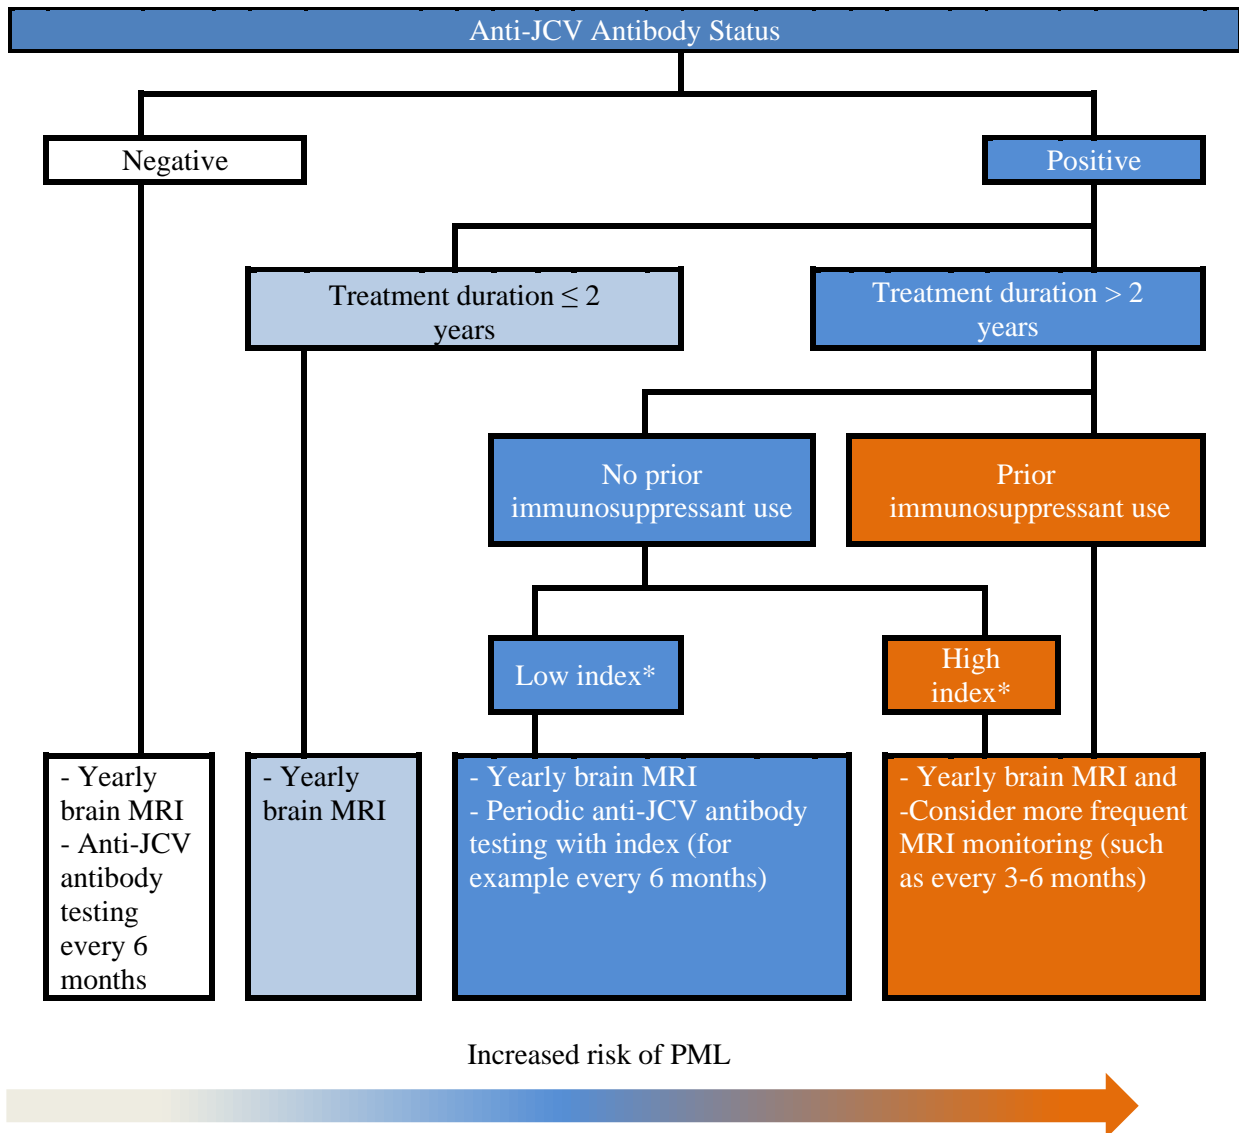 Anti-JCV Antibody Status
Negative
Positive
Treatment duration ≤ 2
years
Treatment duration > 2
years
No prior
immunosuppressant use
Prior
immunosuppressant use
Low index*
High
index*
- Yearly
brain MRI
- Anti-JCV
antibody
testing
every 6
months
- Yearly
brain MRI
- Yearly brain MRI
- Periodic anti-JCV antibody
testing with index (for
example every 6 months)
- Yearly brain MRI and
-Consider more frequent
MRI monitoring (such
as every 3-6 months)
Increased risk of PML